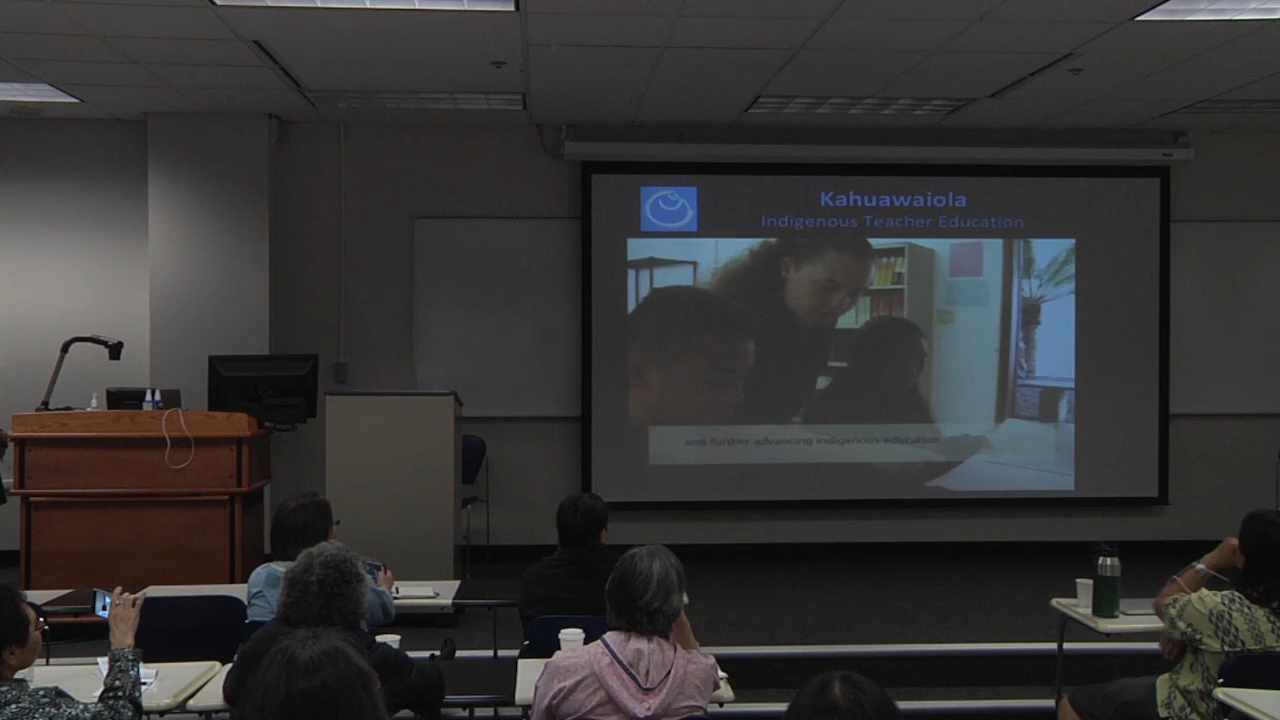 Kahuawaiola
Indigenous Teacher Education
and further advancing indigenous education